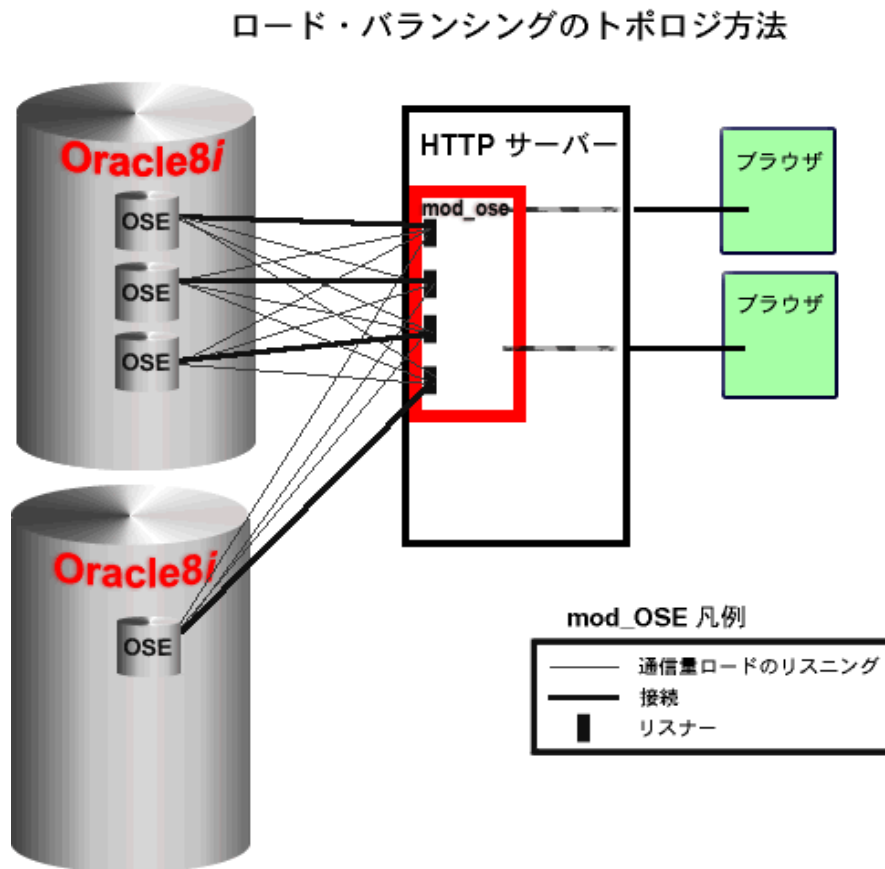 ロード・バランシングのトポロジ方法
Oracle8i
OSE
OSE
OSE
HTTP サーバー
mod_ose
ブラウザ
ブラウザ
Oracle8i
OSE
mod_OSE 凡例
通信量ロードのリスニング
接続
リスナー